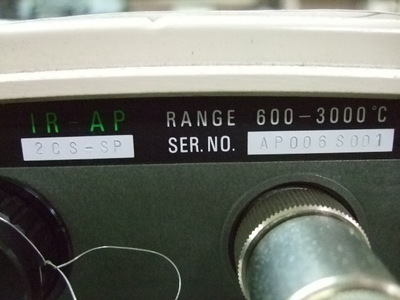 IR-AP RANGE 600-3000°C
2CS-SP SER.NO. AP006S001